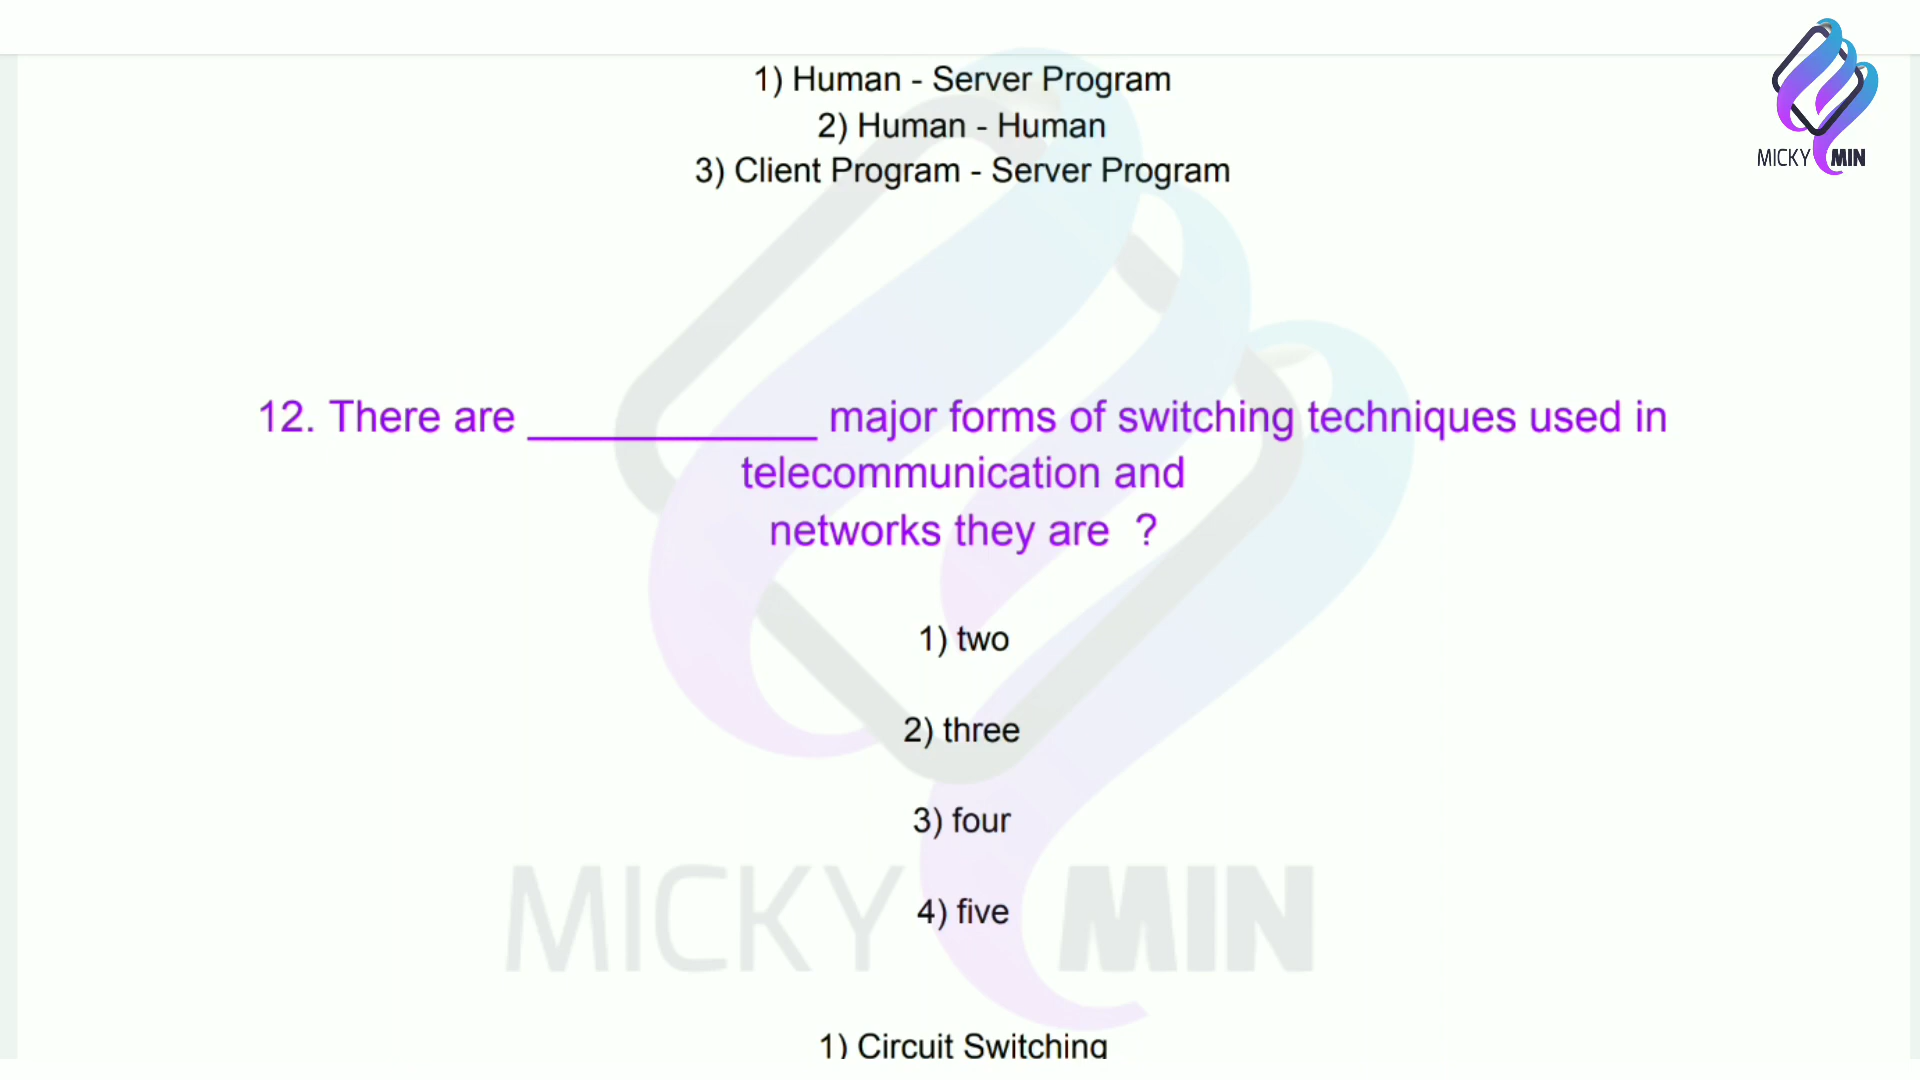 1) Human - Server Program
2) Human - Human
3) Client Program - Server Program
MICKY MIN
12. There are ____________ major forms of switching techniques used in
telecommunication and
networks they are ?
1) two
2) three
3) four
4) five
MICKY MIN
1) Circuit Switching